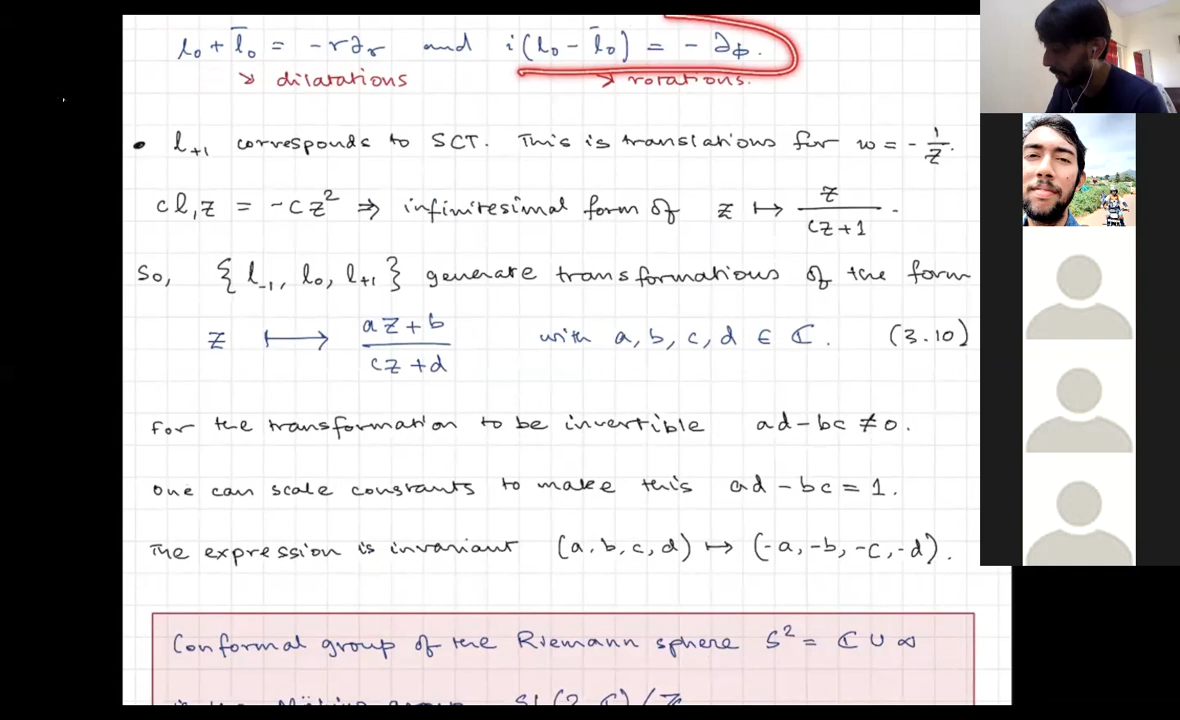 l₀ + l̄₀ = -r∂ᵣ and i(l₀ - l̄₀) = -∂ϕ.
↘ dilatations ↘ rotations.
• l₊₁ corresponds to SCT. This is translations for w = -1/z.
c l₁ z = -cz² ⇒ infinitesimal form of z ↦ z/(cz+1).
So, {l₋₁, l₀, l₊₁} generate transformations of the form
z ⟼ (az+b)/(cz+d) with a, b, c, d ∈ ℂ. (3.10)
For the transformation to be invertible ad-bc ≠ 0.
One can scale constants to make this ad-bc = 1.
The expression is invariant (a,b,c,d) ↦ (-a,-b,-c,-d).
Conformal group of the Riemann sphere S² = ℂ ∪ ∞